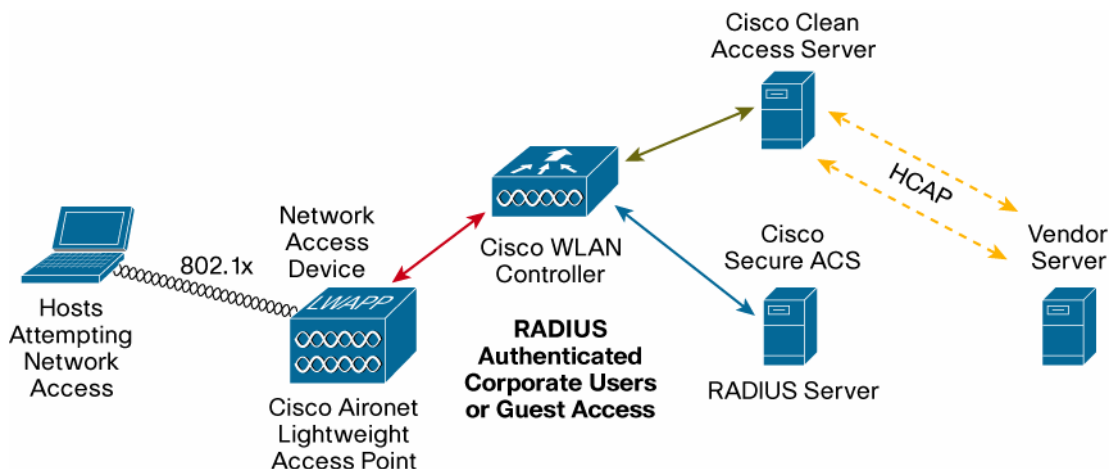 Cisco Clean
Access Server
HCAP
Network
Access
Device
802.1x
Cisco WLAN
Controller
Cisco
Secure ACS
Vendor
Server
Hosts
Attempting
Network
Access
LWAPP
RADIUS
Authenticated
Corporate Users
or Guest Access
RADIUS Server
Cisco Aironet
Lightweight
Access Point